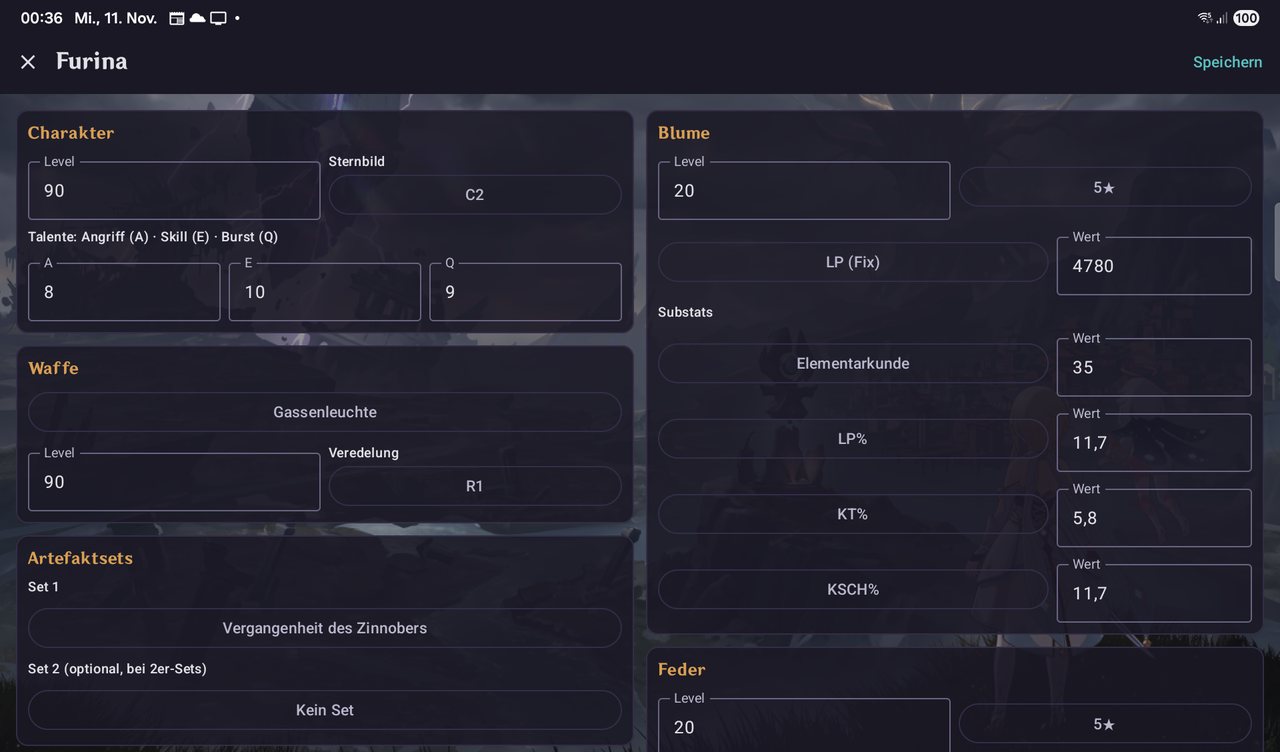 00:36 Mi., 11. Nov.
100
Furina
Speichern
Charakter
Level
90
Sternbild
C2
Talente: Angriff (A) · Skill (E) · Burst (Q)
A
8
E
10
Q
9
Waffe
Gassenleuchte
Level
90
Veredelung
R1
Artefaktsets
Set 1
Vergangenheit des Zinnobers
Set 2 (optional, bei 2er-Sets)
Kein Set
Blume
Level
20
5★
LP (Fix)
Wert
4780
Substats
Elementarkunde
Wert
35
LP%
Wert
11,7
KT%
Wert
5,8
KSCH%
Wert
11,7
Feder
Level
20
5★